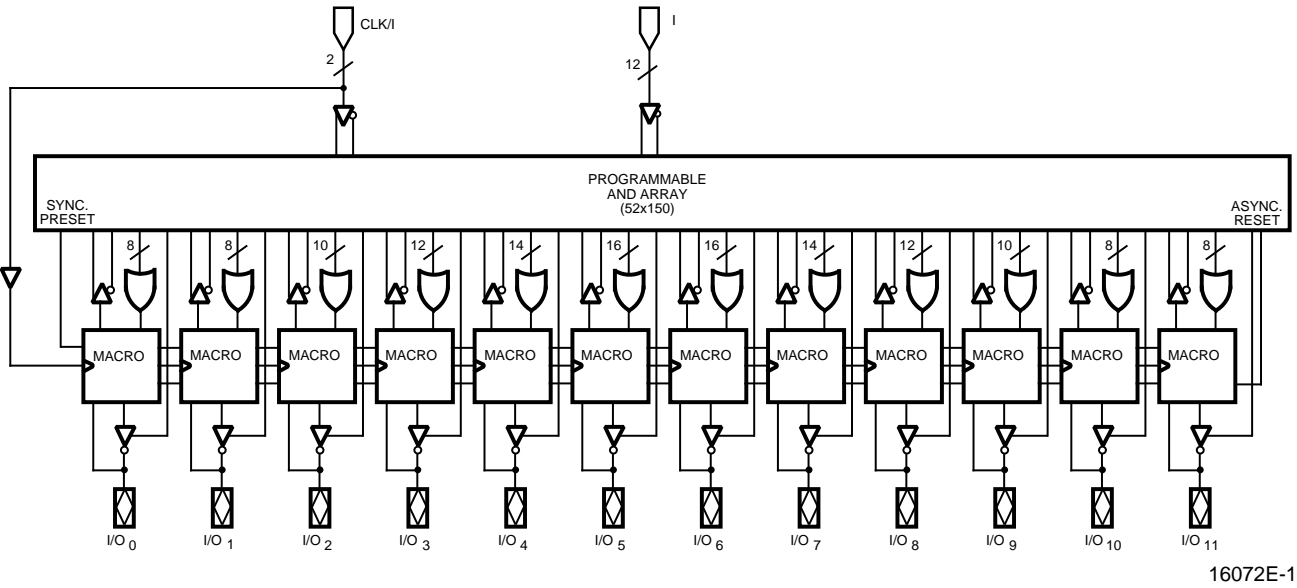 CLK/I
I
2
12
PROGRAMMABLE
AND ARRAY
(52x150)
SYNC.
PRESET
ASYNC.
RESET
8 8 10 12 14 16 16 14 12 10 8 8
MACRO MACRO MACRO MACRO MACRO MACRO MACRO MACRO MACRO MACRO MACRO MACRO
I/O 0 I/O 1 I/O 2 I/O 3 I/O 4 I/O 5 I/O 6 I/O 7 I/O 8 I/O 9 I/O 10 I/O 11
16072E-1